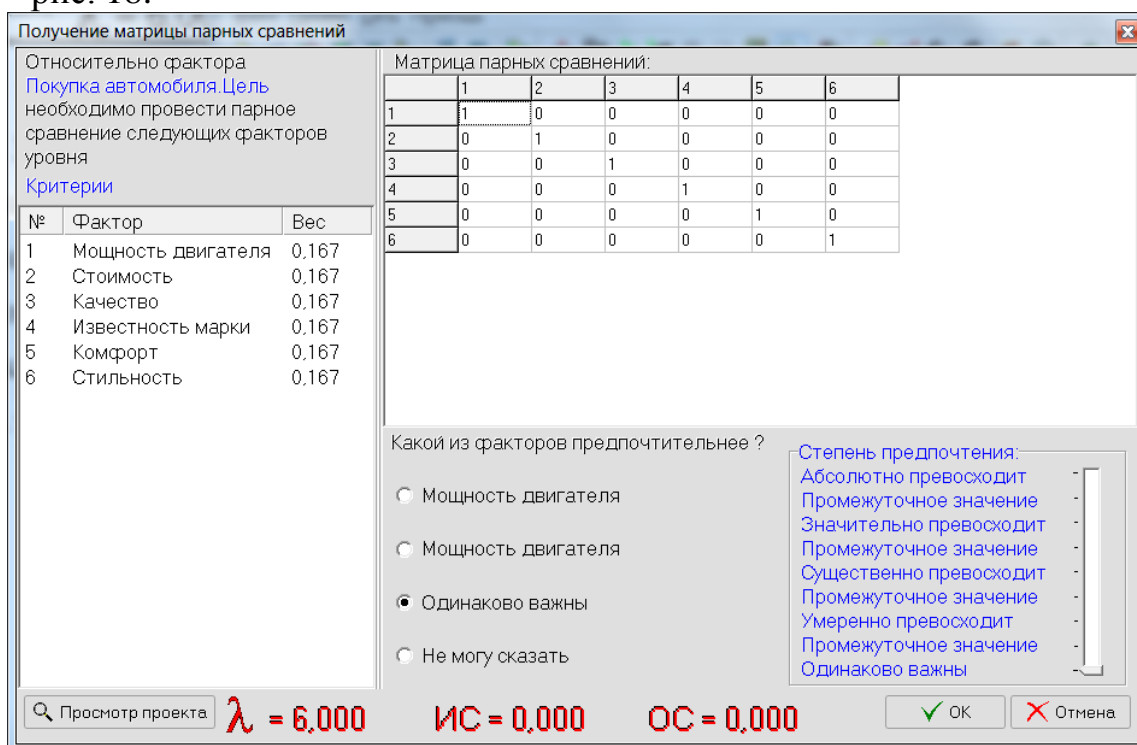 рис. 18.
Получение матрицы парных сравнений
Относительно фактора
Покупка автомобиля.Цель
необходимо провести парное
сравнение следующих факторов
уровня
Критерии
№ Фактор Вес
1 Мощность двигателя 0,167
2 Стоимость 0,167
3 Качество 0,167
4 Известность марки 0,167
5 Комфорт 0,167
6 Стильность 0,167
Матрица парных сравнений:
1 2 3 4 5 6
1 1 0 0 0 0 0
2 0 1 0 0 0 0
3 0 0 1 0 0 0
4 0 0 0 1 0 0
5 0 0 0 0 1 0
6 0 0 0 0 0 1
Какой из факторов предпочтительнее ?
Мощность двигателя
Мощность двигателя
Одинаково важны
Не могу сказать
Степень предпочтения:
Абсолютно превосходит
Промежуточное значение
Значительно превосходит
Промежуточное значение
Существенно превосходит
Промежуточное значение
Умеренно превосходит
Промежуточное значение
Одинаково важны
Просмотр проекта λ = 6,000 ИС = 0,000 ОС = 0,000 OK Отмена